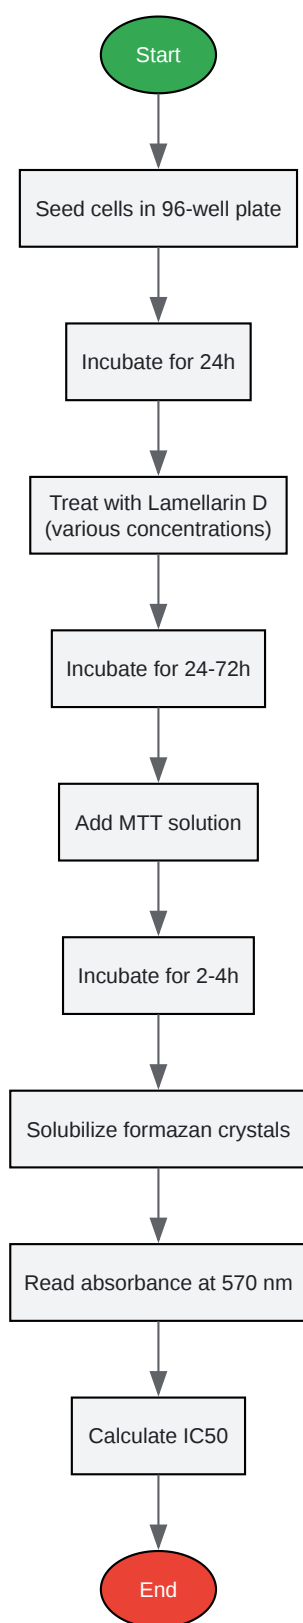 Start
Seed cells in 96-well plate
Incubate for 24h
Treat with Lamellarin D
(various concentrations)
Incubate for 24-72h
Add MTT solution
Incubate for 2-4h
Solubilize formazan crystals
Read absorbance at 570 nm
Calculate IC50
End